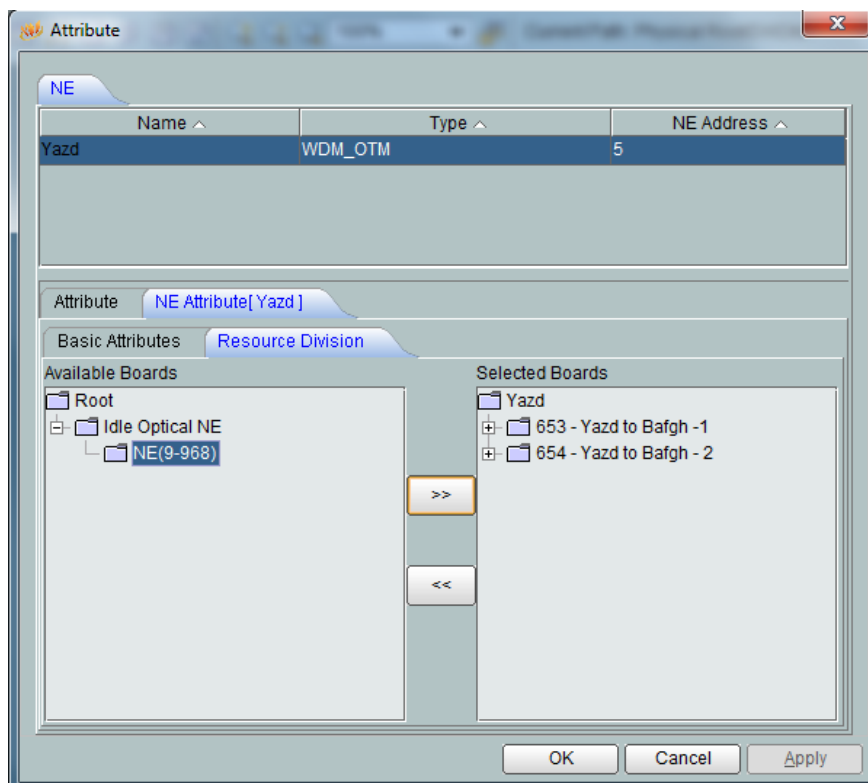 Attribute
NE
Name Type NE Address
Yazd WDM_OTM 5
Attribute NE Attribute[ Yazd ]
Basic Attributes Resource Division
Available Boards Selected Boards
Root Yazd
Idle Optical NE 653 - Yazd to Bafgh -1
NE(9-968) 654 - Yazd to Bafgh - 2
>>
<<
OK Cancel Apply